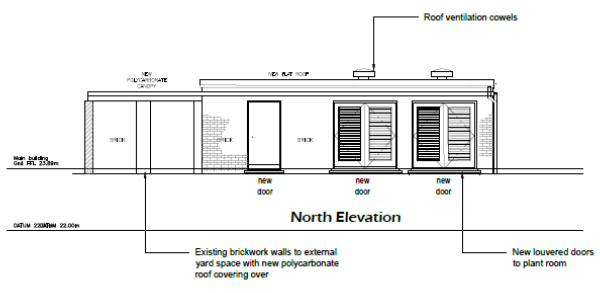 Roof ventilation cowels
NEW
POLYCARBONATE
CANOPY
NEW FLAT ROOF
BRICK
BRICK
BRICK
Main building
Gnd FFL 23.89m
new
door
new
door
new
door
North Elevation
22.00m
Existing brickwork walls to external
yard space with new polycarbonate
roof covering over
New louvered doors
to plant room